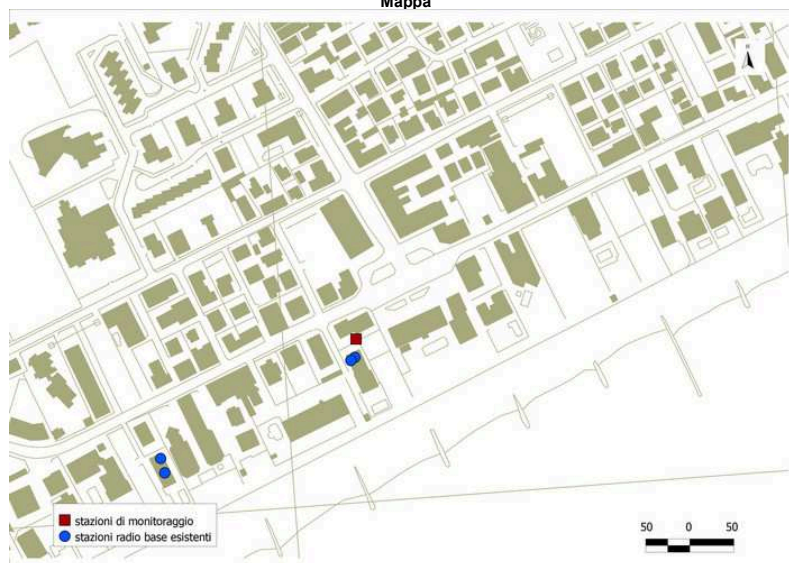 Mappa
N
stazioni di monitoraggio
stazioni radio base esistenti
50 0 50